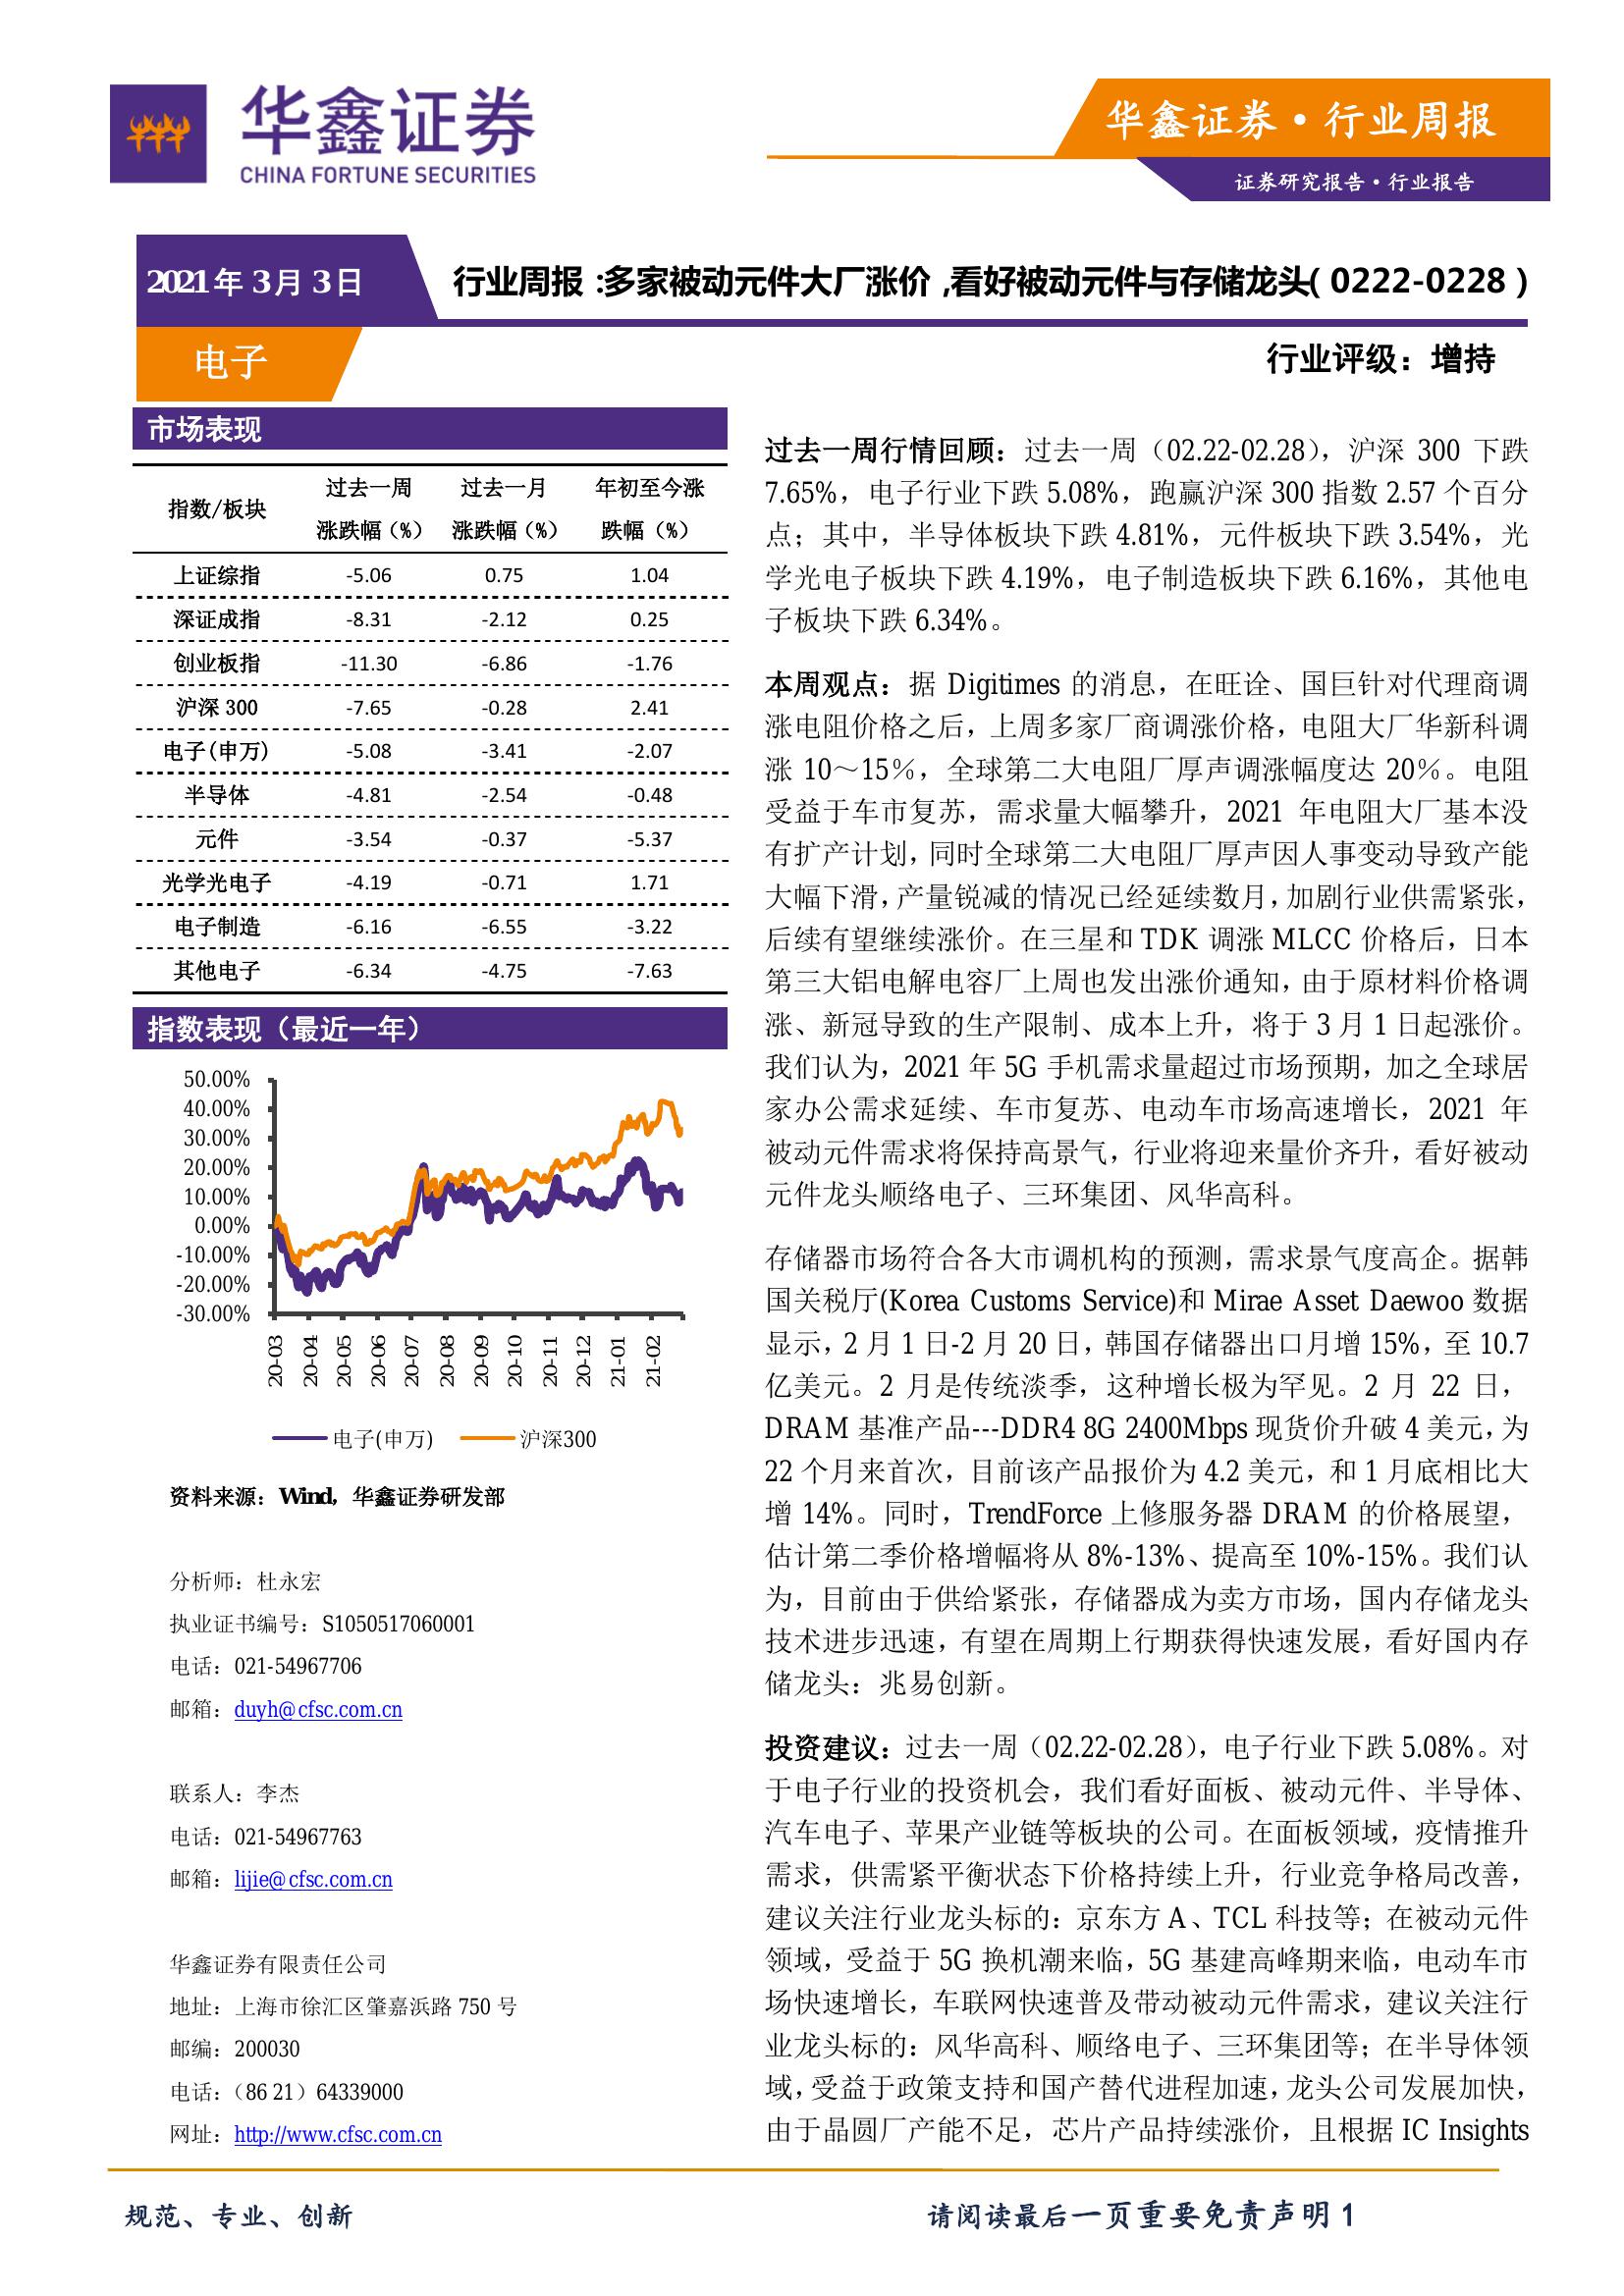 华鑫证券
CHINA FORTUNE SECURITIES
华鑫证券·行业周报
证券研究报告·行业报告
2021年3月3日
行业周报:多家被动元件大厂涨价,看好被动元件与存储龙头(0222-0228)
电子
行业评级：增持
市场表现
指数/板块 过去一周涨跌幅（%） 过去一月涨跌幅（%） 年初至今涨跌幅（%）
上证综指 -5.06 0.75 1.04
深证成指 -8.31 -2.12 0.25
创业板指 -11.30 -6.86 -1.76
沪深 300 -7.65 -0.28 2.41
电子(申万) -5.08 -3.41 -2.07
半导体 -4.81 -2.54 -0.48
元件 -3.54 -0.37 -5.37
光学光电子 -4.19 -0.71 1.71
电子制造 -6.16 -6.55 -3.22
其他电子 -6.34 -4.75 -7.63
指数表现（最近一年）
50.00%
40.00%
30.00%
20.00%
10.00%
0.00%
-10.00%
-20.00%
-30.00%
20-03 20-04 20-05 20-06 20-07 20-08 20-09 20-10 20-11 20-12 21-01 21-02
电子(申万) 沪深300
资料来源：Wind，华鑫证券研发部
分析师：杜永宏
执业证书编号：S1050517060001
电话：021-54967706
邮箱：duyh@cfsc.com.cn
联系人：李杰
电话：021-54967763
邮箱：lijie@cfsc.com.cn
华鑫证券有限责任公司
地址：上海市徐汇区肇嘉浜路 750 号
邮编：200030
电话：（86 21）64339000
网址：http://www.cfsc.com.cn
过去一周行情回顾：过去一周（02.22-02.28），沪深 300 下跌
7.65%，电子行业下跌 5.08%，跑赢沪深 300 指数 2.57 个百分
点；其中，半导体板块下跌 4.81%，元件板块下跌 3.54%，光
学光电子板块下跌 4.19%，电子制造板块下跌 6.16%，其他电
子板块下跌 6.34%。
本周观点：据 Digitimes 的消息，在旺诠、国巨针对代理商调
涨电阻价格之后，上周多家厂商调涨价格，电阻大厂华新科调
涨 10～15%，全球第二大电阻厂厚声调涨幅度达 20%。电阻
受益于车市复苏，需求量大幅攀升，2021 年电阻大厂基本没
有扩产计划，同时全球第二大电阻厂厚声因人事变动导致产能
大幅下滑，产量锐减的情况已经延续数月，加剧行业供需紧张，
后续有望继续涨价。在三星和 TDK 调涨 MLCC 价格后，日本
第三大铝电解电容厂上周也发出涨价通知，由于原材料价格调
涨、新冠导致的生产限制、成本上升，将于 3 月 1 日起涨价。
我们认为，2021 年 5G 手机需求量超过市场预期，加之全球居
家办公需求延续、车市复苏、电动车市场高速增长，2021 年
被动元件需求将保持高景气，行业将迎来量价齐升，看好被动
元件龙头顺络电子、三环集团、风华高科。
存储器市场符合各大市调机构的预测，需求景气度高企。据韩
国关税厅(Korea Customs Service)和 Mirae Asset Daewoo 数据
显示，2 月 1 日-2 月 20 日，韩国存储器出口月增 15%，至 10.7
亿美元。2 月是传统淡季，这种增长极为罕见。2 月 22 日，
DRAM 基准产品---DDR4 8G 2400Mbps 现货价升破 4 美元，为
22 个月来首次，目前该产品报价为 4.2 美元，和 1 月底相比大
增 14%。同时，TrendForce 上修服务器 DRAM 的价格展望，
估计第二季价格增幅将从 8%-13%、提高至 10%-15%。我们认
为，目前由于供给紧张，存储器成为卖方市场，国内存储龙头
技术进步迅速，有望在周期上行期获得快速发展，看好国内存
储龙头：兆易创新。
投资建议：过去一周（02.22-02.28），电子行业下跌 5.08%。对
于电子行业的投资机会，我们看好面板、被动元件、半导体、
汽车电子、苹果产业链等板块的公司。在面板领域，疫情推升
需求，供需紧平衡状态下价格持续上升，行业竞争格局改善，
建议关注行业龙头标的：京东方 A、TCL 科技等；在被动元件
领域，受益于 5G 换机潮来临，5G 基建高峰期来临，电动车市
场快速增长，车联网快速普及带动被动元件需求，建议关注行
业龙头标的：风华高科、顺络电子、三环集团等；在半导体领
域，受益于政策支持和国产替代进程加速，龙头公司发展加快，
由于晶圆厂产能不足，芯片产品持续涨价，且根据 IC Insights
规范、专业、创新
请阅读最后一页重要免责声明 1